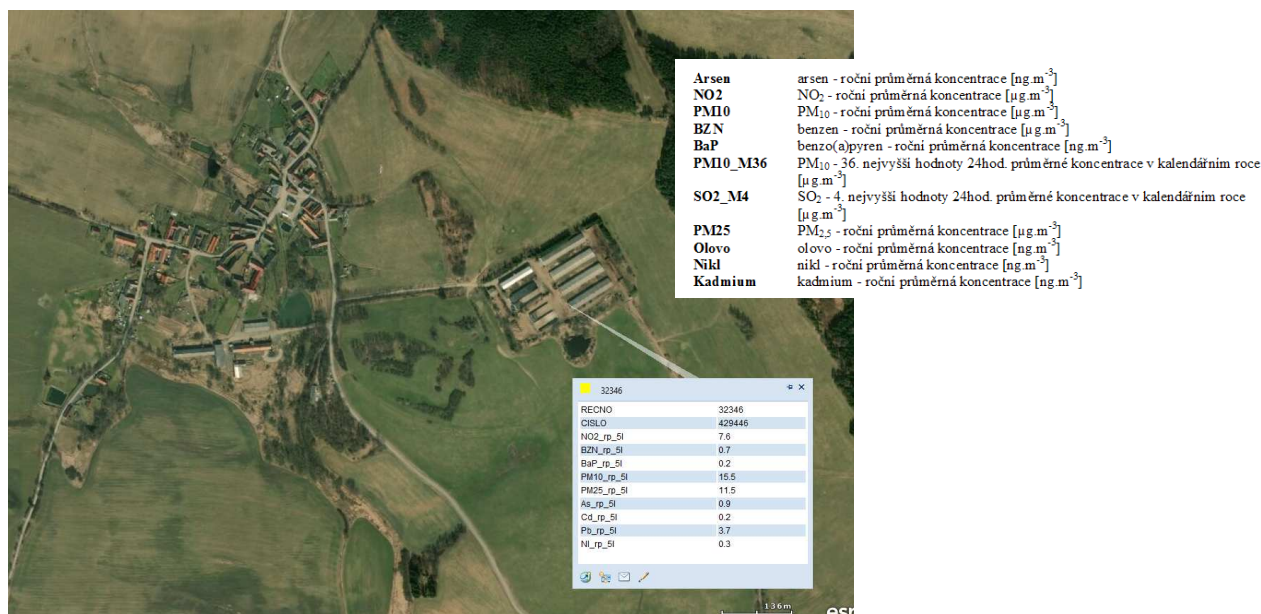 Arsen arsen - roční průměrná koncentrace [ng.m-3]
NO2 NO2 - roční průměrná koncentrace [µg.m-3]
PM10 PM10 - roční průměrná koncentrace [µg.m-3]
BZN benzen - roční průměrná koncentrace [µg.m-3]
BaP benzo(a)pyren - roční průměrná koncentrace [ng.m-3]
PM10_M36 PM10 - 36. nejvyšší hodnoty 24hod. průměrné koncentrace v kalendářním roce
[µg.m-3]
SO2_M4 SO2 - 4. nejvyšší hodnoty 24hod. průměrné koncentrace v kalendářním roce
[µg.m-3]
PM25 PM2,5 - roční průměrná koncentrace [µg.m-3]
Olovo olovo - roční průměrná koncentrace [ng.m-3]
Nikl nikl - roční průměrná koncentrace [ng.m-3]
Kadmium kadmium - roční průměrná koncentrace [ng.m-3]
32346
RECNO 32346
CISLO 429446
NO2_rp_5l 7.6
BZN_rp_5l 0.7
BaP_rp_5l 0.2
PM10_rp_5l 15.5
PM25_rp_5l 11.5
As_rp_5l 0.9
Cd_rp_5l 0.2
Pb_rp_5l 3.7
NI_rp_5l 0.3
136m
esr